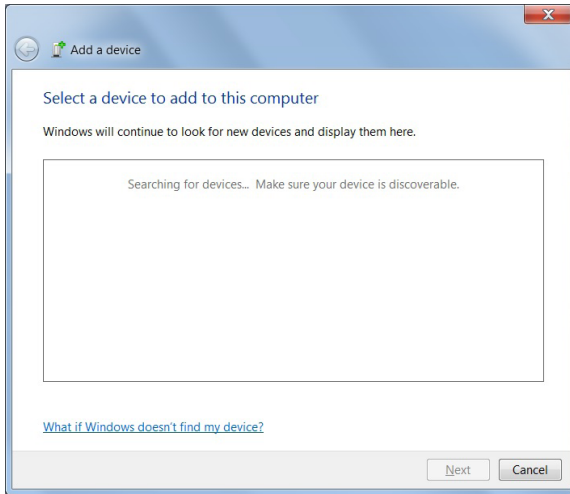 X
Add a device
Select a device to add to this computer
Windows will continue to look for new devices and display them here.
Searching for devices... Make sure your device is discoverable.
What if Windows doesn't find my device?
Next Cancel